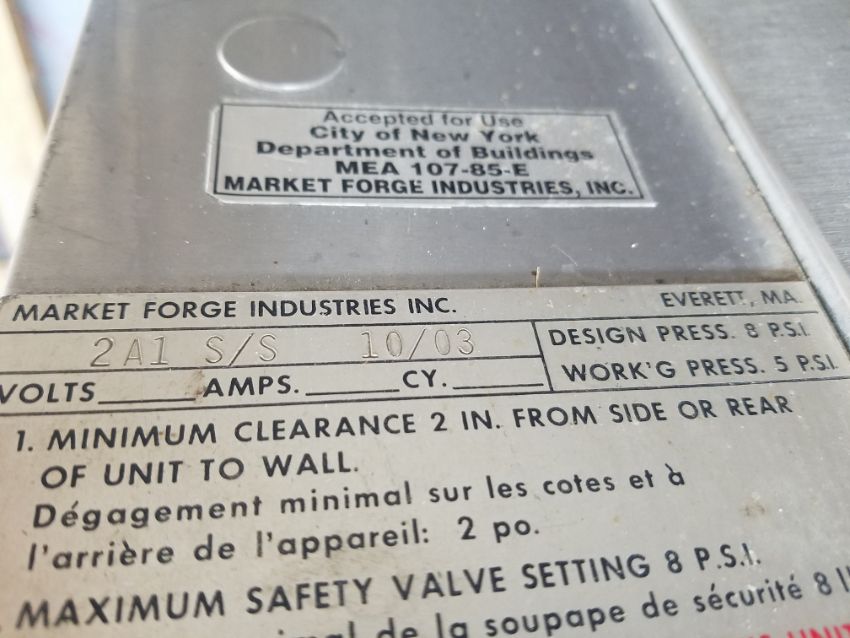 Accepted for Use
City of New York
Department of Buildings
MEA 107-85-E
MARKET FORGE INDUSTRIES, INC.
MARKET FORGE INDUSTRIES INC. EVERETT, MA.
2A1 S/S 10/03
DESIGN PRESS. 8 P.S.I.
WORK'G PRESS. 5 P.S.I.
VOLTS AMPS. CY.
1. MINIMUM CLEARANCE 2 IN. FROM SIDE OR REAR
OF UNIT TO WALL.
Dégagement minimal sur les cotes et à
l'arrière de l'appareil: 2 po.
MAXIMUM SAFETY VALVE SETTING 8 P.S.I.
de la soupape de sécurité 8
UNIT